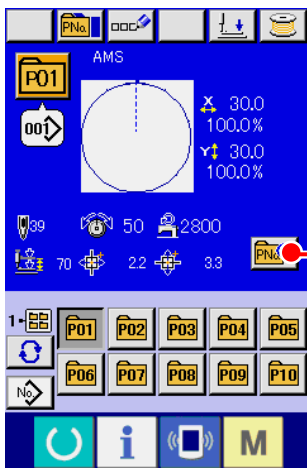 PNo.
AMS
P01
001
X 30.0
100.0%
Y 30.0
100.0%
39 50 2800
70 2.2 3.3
PNo.
1-
P01 P02 P03 P04 P05
No.
P06 P07 P08 P09 P10
i M